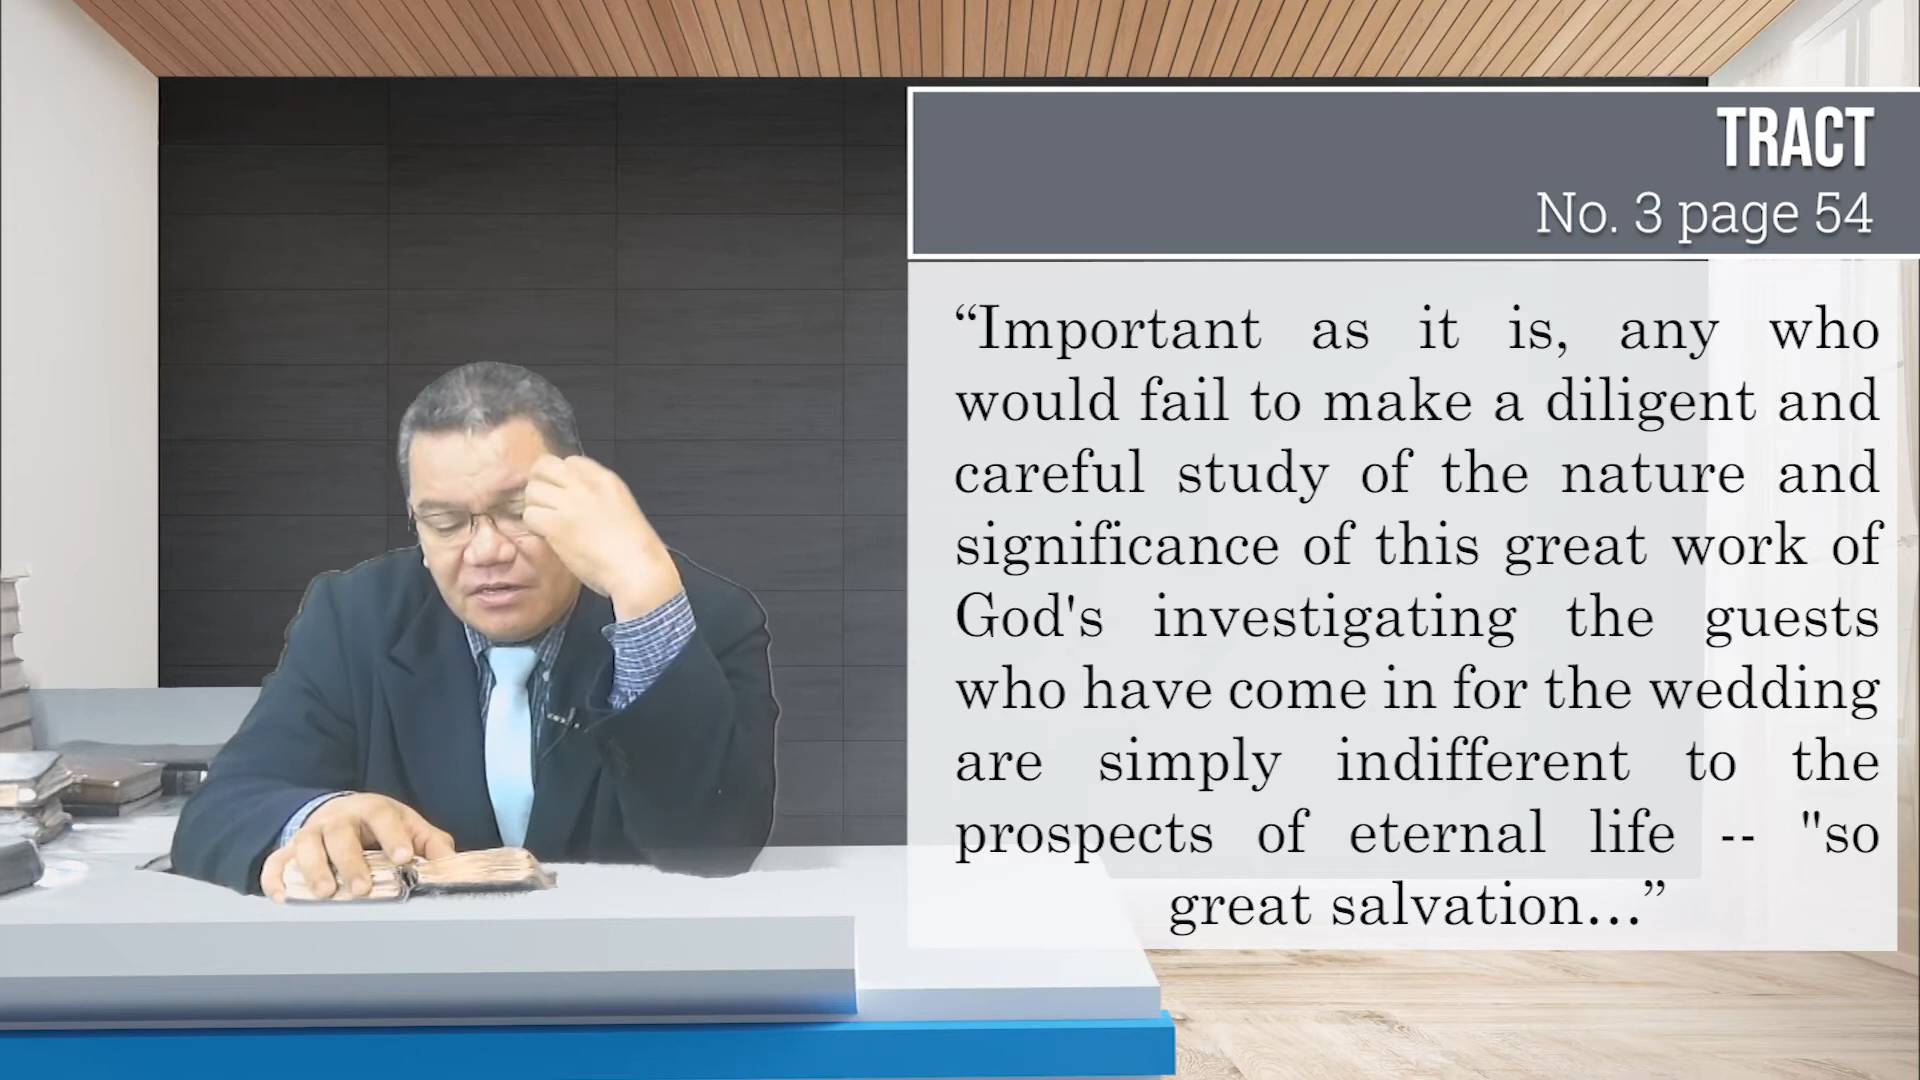 TRACT
No. 3 page 54
“Important as it is, any who
would fail to make a diligent and
careful study of the nature and
significance of this great work of
God's investigating the guests
who have come in for the wedding
are simply indifferent to the
prospects of eternal life -- "so
great salvation...”